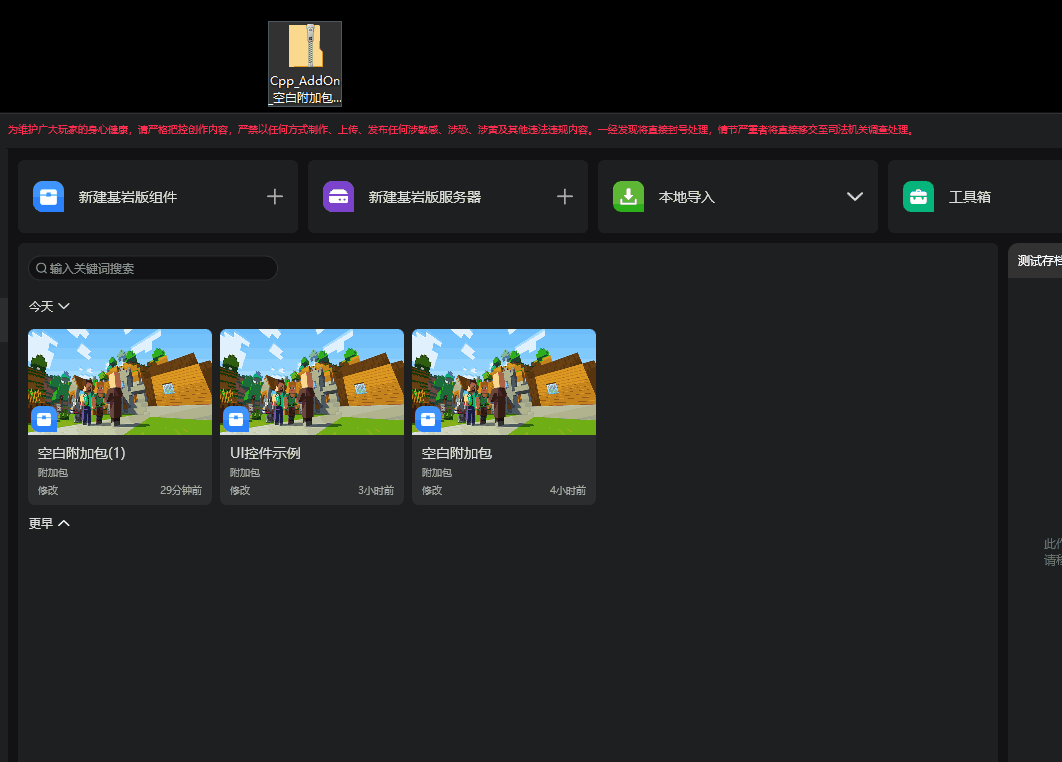 Cpp_AddOn
_空白附加包...
为维护广大玩家的身心健康，请严格把控创作内容，严禁以任何方式制作、上传、发布任何涉敏感、涉恐、涉黄及其他违法违规内容。一经发现将直接封号处理，情节严重者将直接移交至司法机关调查处理。
新建基岩版组件
新建基岩版服务器
本地导入
工具箱
输入关键词搜索
测试存档
今天
空白附加包(1)
附加包
修改
29分钟前
UI控件示例
附加包
修改
3小时前
空白附加包
附加包
修改
4小时前
更早
此作
请稍